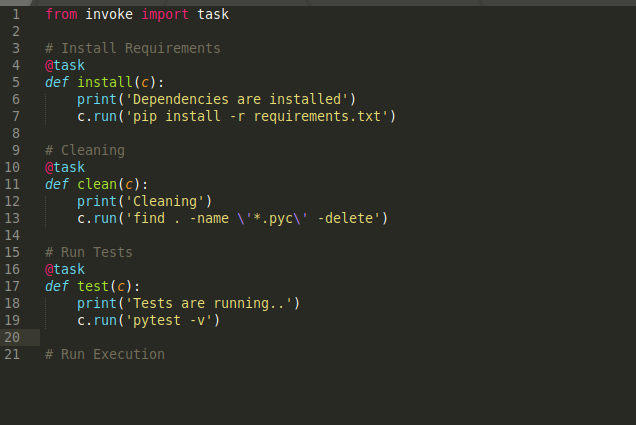 1 from invoke import task
2
3 # Install Requirements
4 @task
5 def install(c):
6     print('Dependencies are installed')
7     c.run('pip install -r requirements.txt')
8
9 # Cleaning
10 @task
11 def clean(c):
12     print('Cleaning')
13     c.run('find . -name \'*.pyc\' -delete')
14
15 # Run Tests
16 @task
17 def test(c):
18     print('Tests are running..')
19     c.run('pytest -v')
20
21 # Run Execution